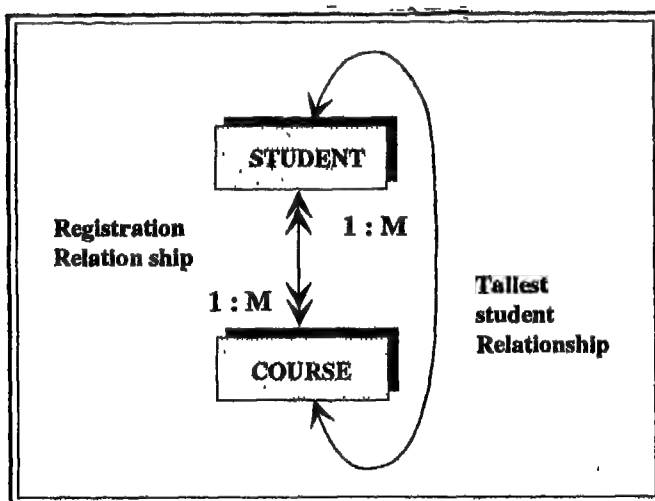 STUDENT
Registration
Relation ship
1 : M
1 : M
Tallest
student
Relationship
COURSE